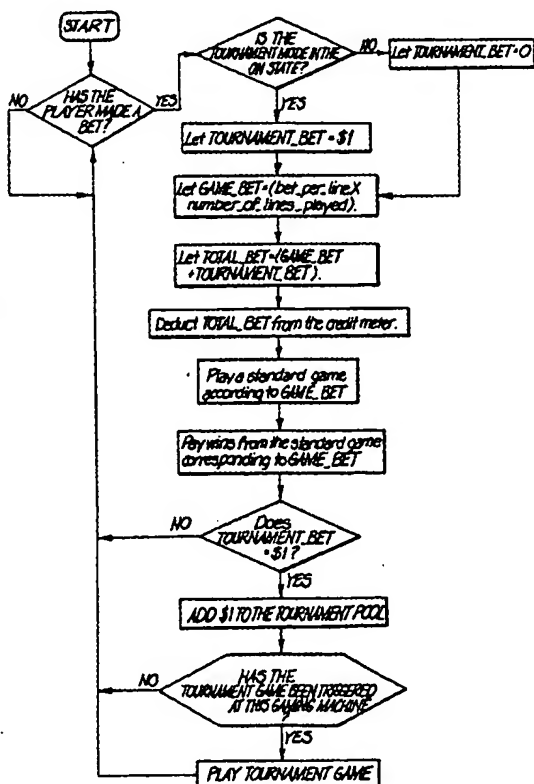 START
HAS THE
PLAYER MADE A
BET?
NO
YES
IS THE
TOURNAMENT MODE IN THE
ON STATE?
NO
Let TOURNAMENT_BET=0
YES
Let TOURNAMENT_BET = $1
Let GAME_BET=(bet_per_line X
number_of_lines_played).
Let TOTAL_BET=(GAME_BET
+TOURNAMENT_BET).
Deduct TOTAL_BET from the credit meter.
Play a standard game
according to GAME_BET
Pay wins from the standard game
corresponding to GAME_BET
NO
Does
TOURNAMENT_BET
= $1?
YES
ADD $1 TO THE TOURNAMENT POOL
NO
HAS THE
TOURNAMENT GAME BEEN TRIGGERED
AT THIS GAMING MACHINE
?
YES
PLAY TOURNAMENT GAME